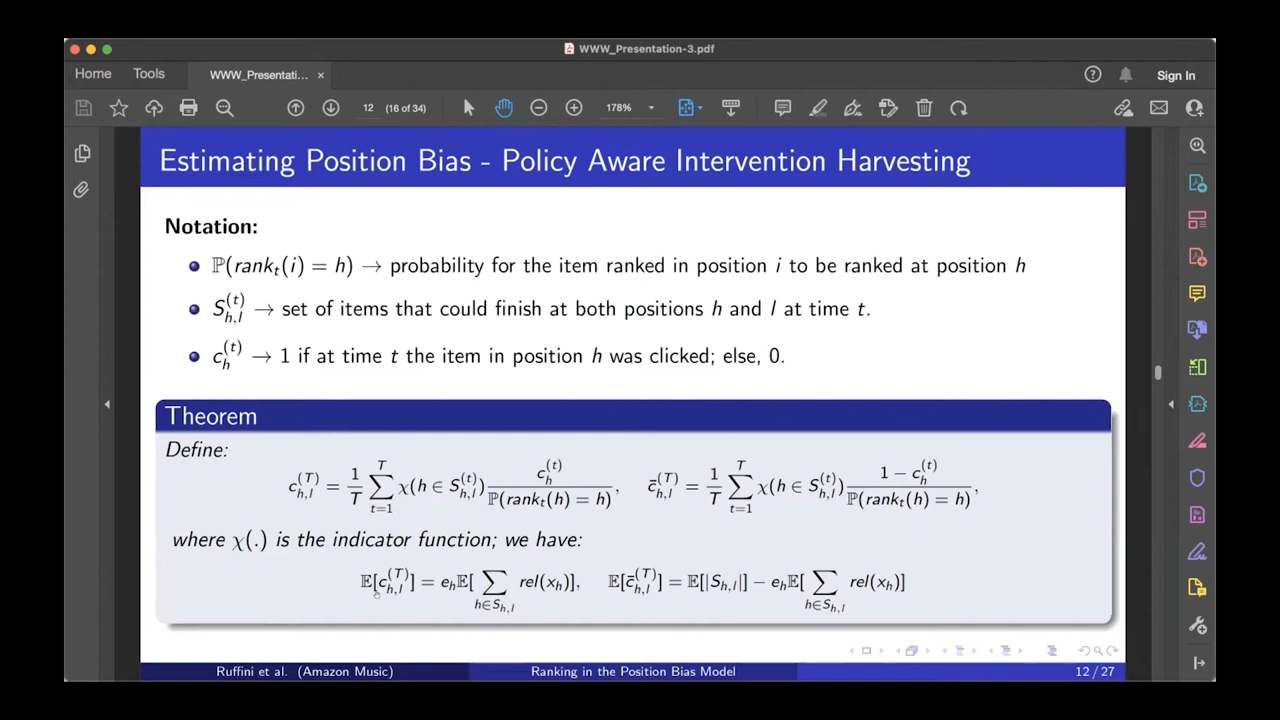 WWW_Presentation-3.pdf
Home Tools WWW_Presentati... × Sign In
12 (16 of 34) 178%
Estimating Position Bias - Policy Aware Intervention Harvesting
Notation:
ℙ(rank_t(i) = h) → probability for the item ranked in position i to be ranked at position h
S_{h,l}^{(t)} → set of items that could finish at both positions h and l at time t.
c_h^{(t)} → 1 if at time t the item in position h was clicked; else, 0.
Theorem
Define:
c_{h,l}^{(T)} = \frac{1}{T} \sum_{t=1}^{T} χ(h ∈ S_{h,l}^{(t)}) \frac{c_h^{(t)}}{ℙ(rank_t(h) = h)}, \bar{c}_{h,l}^{(T)} = \frac{1}{T} \sum_{t=1}^{T} χ(h ∈ S_{h,l}^{(t)}) \frac{1 − c_h^{(t)}}{ℙ(rank_t(h) = h)},
where χ(.) is the indicator function; we have:
𝔼[c_{h,l}^{(T)}] = e_h𝔼[\sum_{h∈S_{h,l}} rel(x_h)], 𝔼[\bar{c}_{h,l}^{(T)}] = 𝔼[|S_{h,l}|] − e_h𝔼[\sum_{h∈S_{h,l}} rel(x_h)]
Ruffini et al. (Amazon Music) Ranking in the Position Bias Model 12 / 27